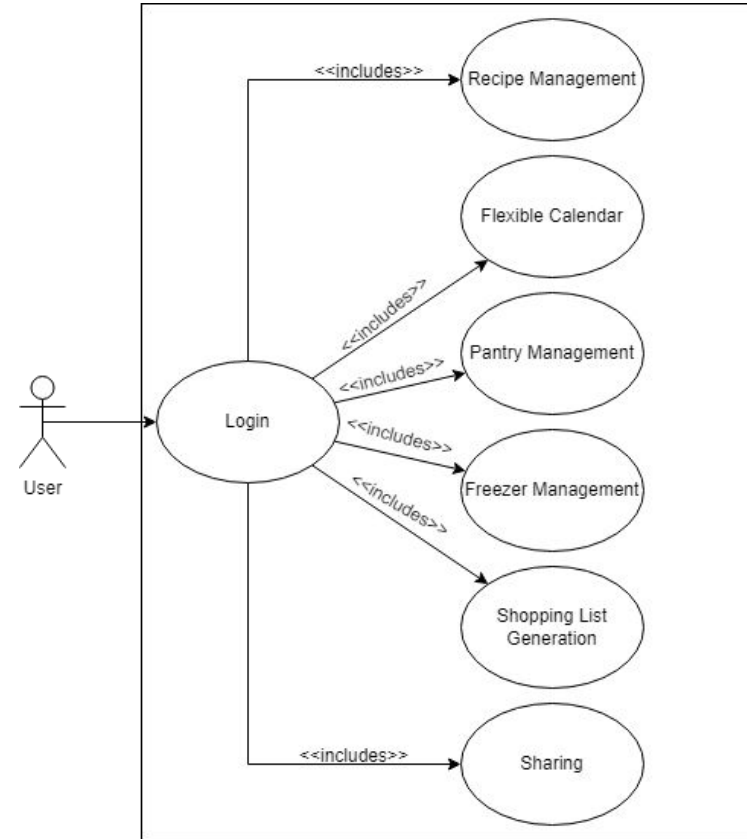 <<includes>>
Recipe Management
Flexible Calendar
<<includes>>
Pantry Management
<<includes>>
Login
<<includes>>
User
Freezer Management
<<includes>>
Shopping List
Generation
<<includes>>
Sharing